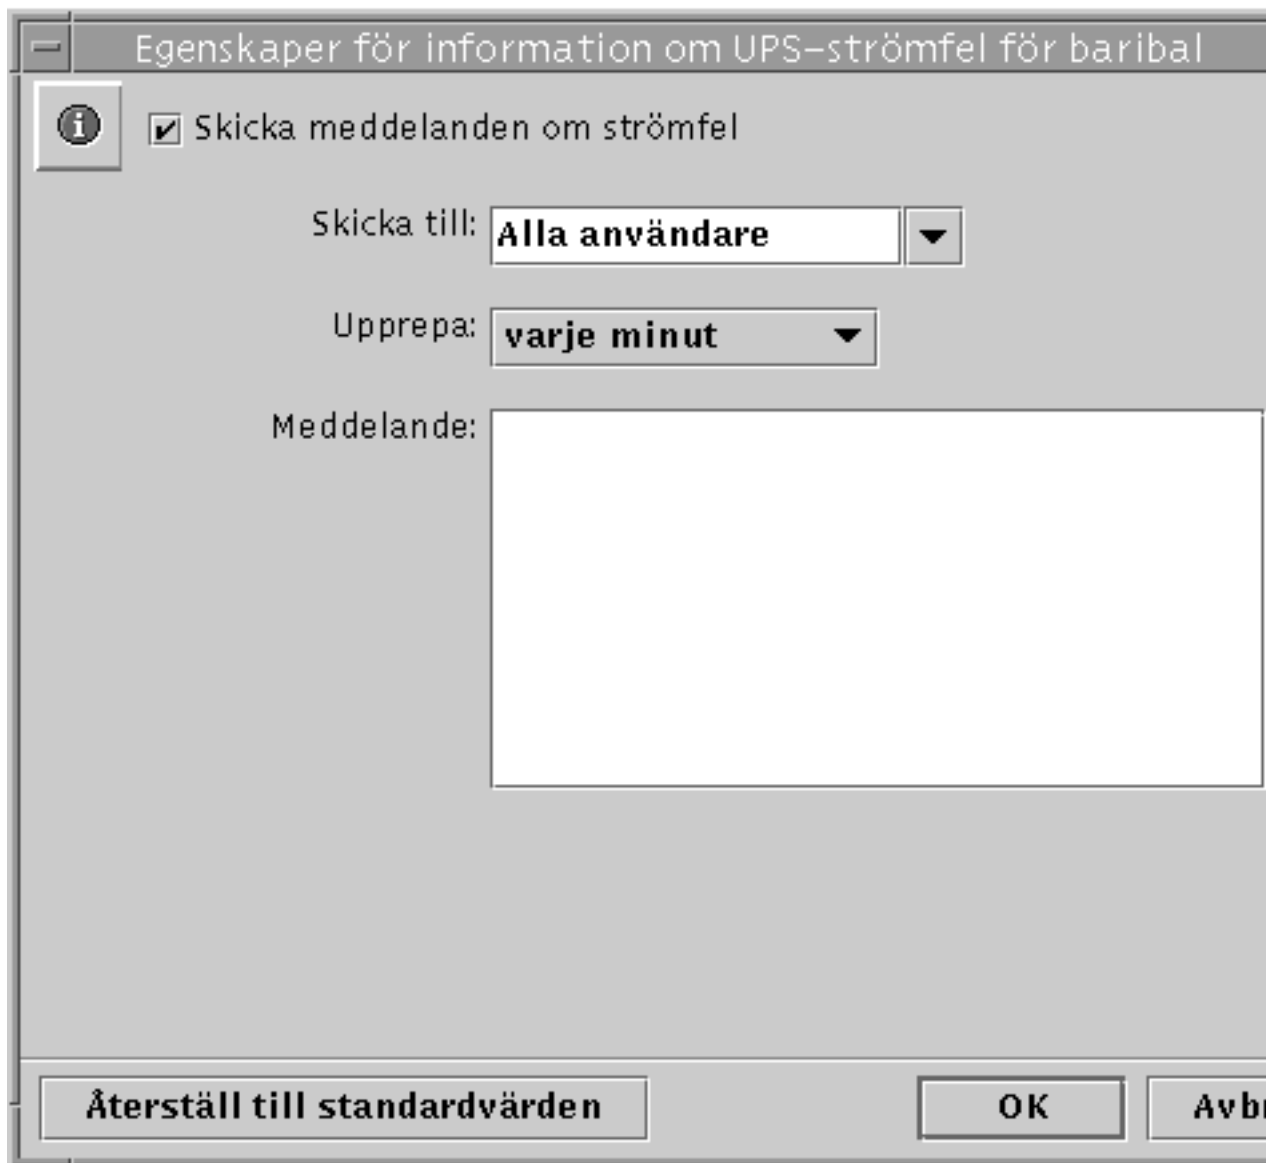 Egenskaper för information om UPS-strömfel för baribal
Skicka meddelanden om strömfel
Skicka till: Alla användare
Upprepa: varje minut
Meddelande:
Återställ till standardvärden OK